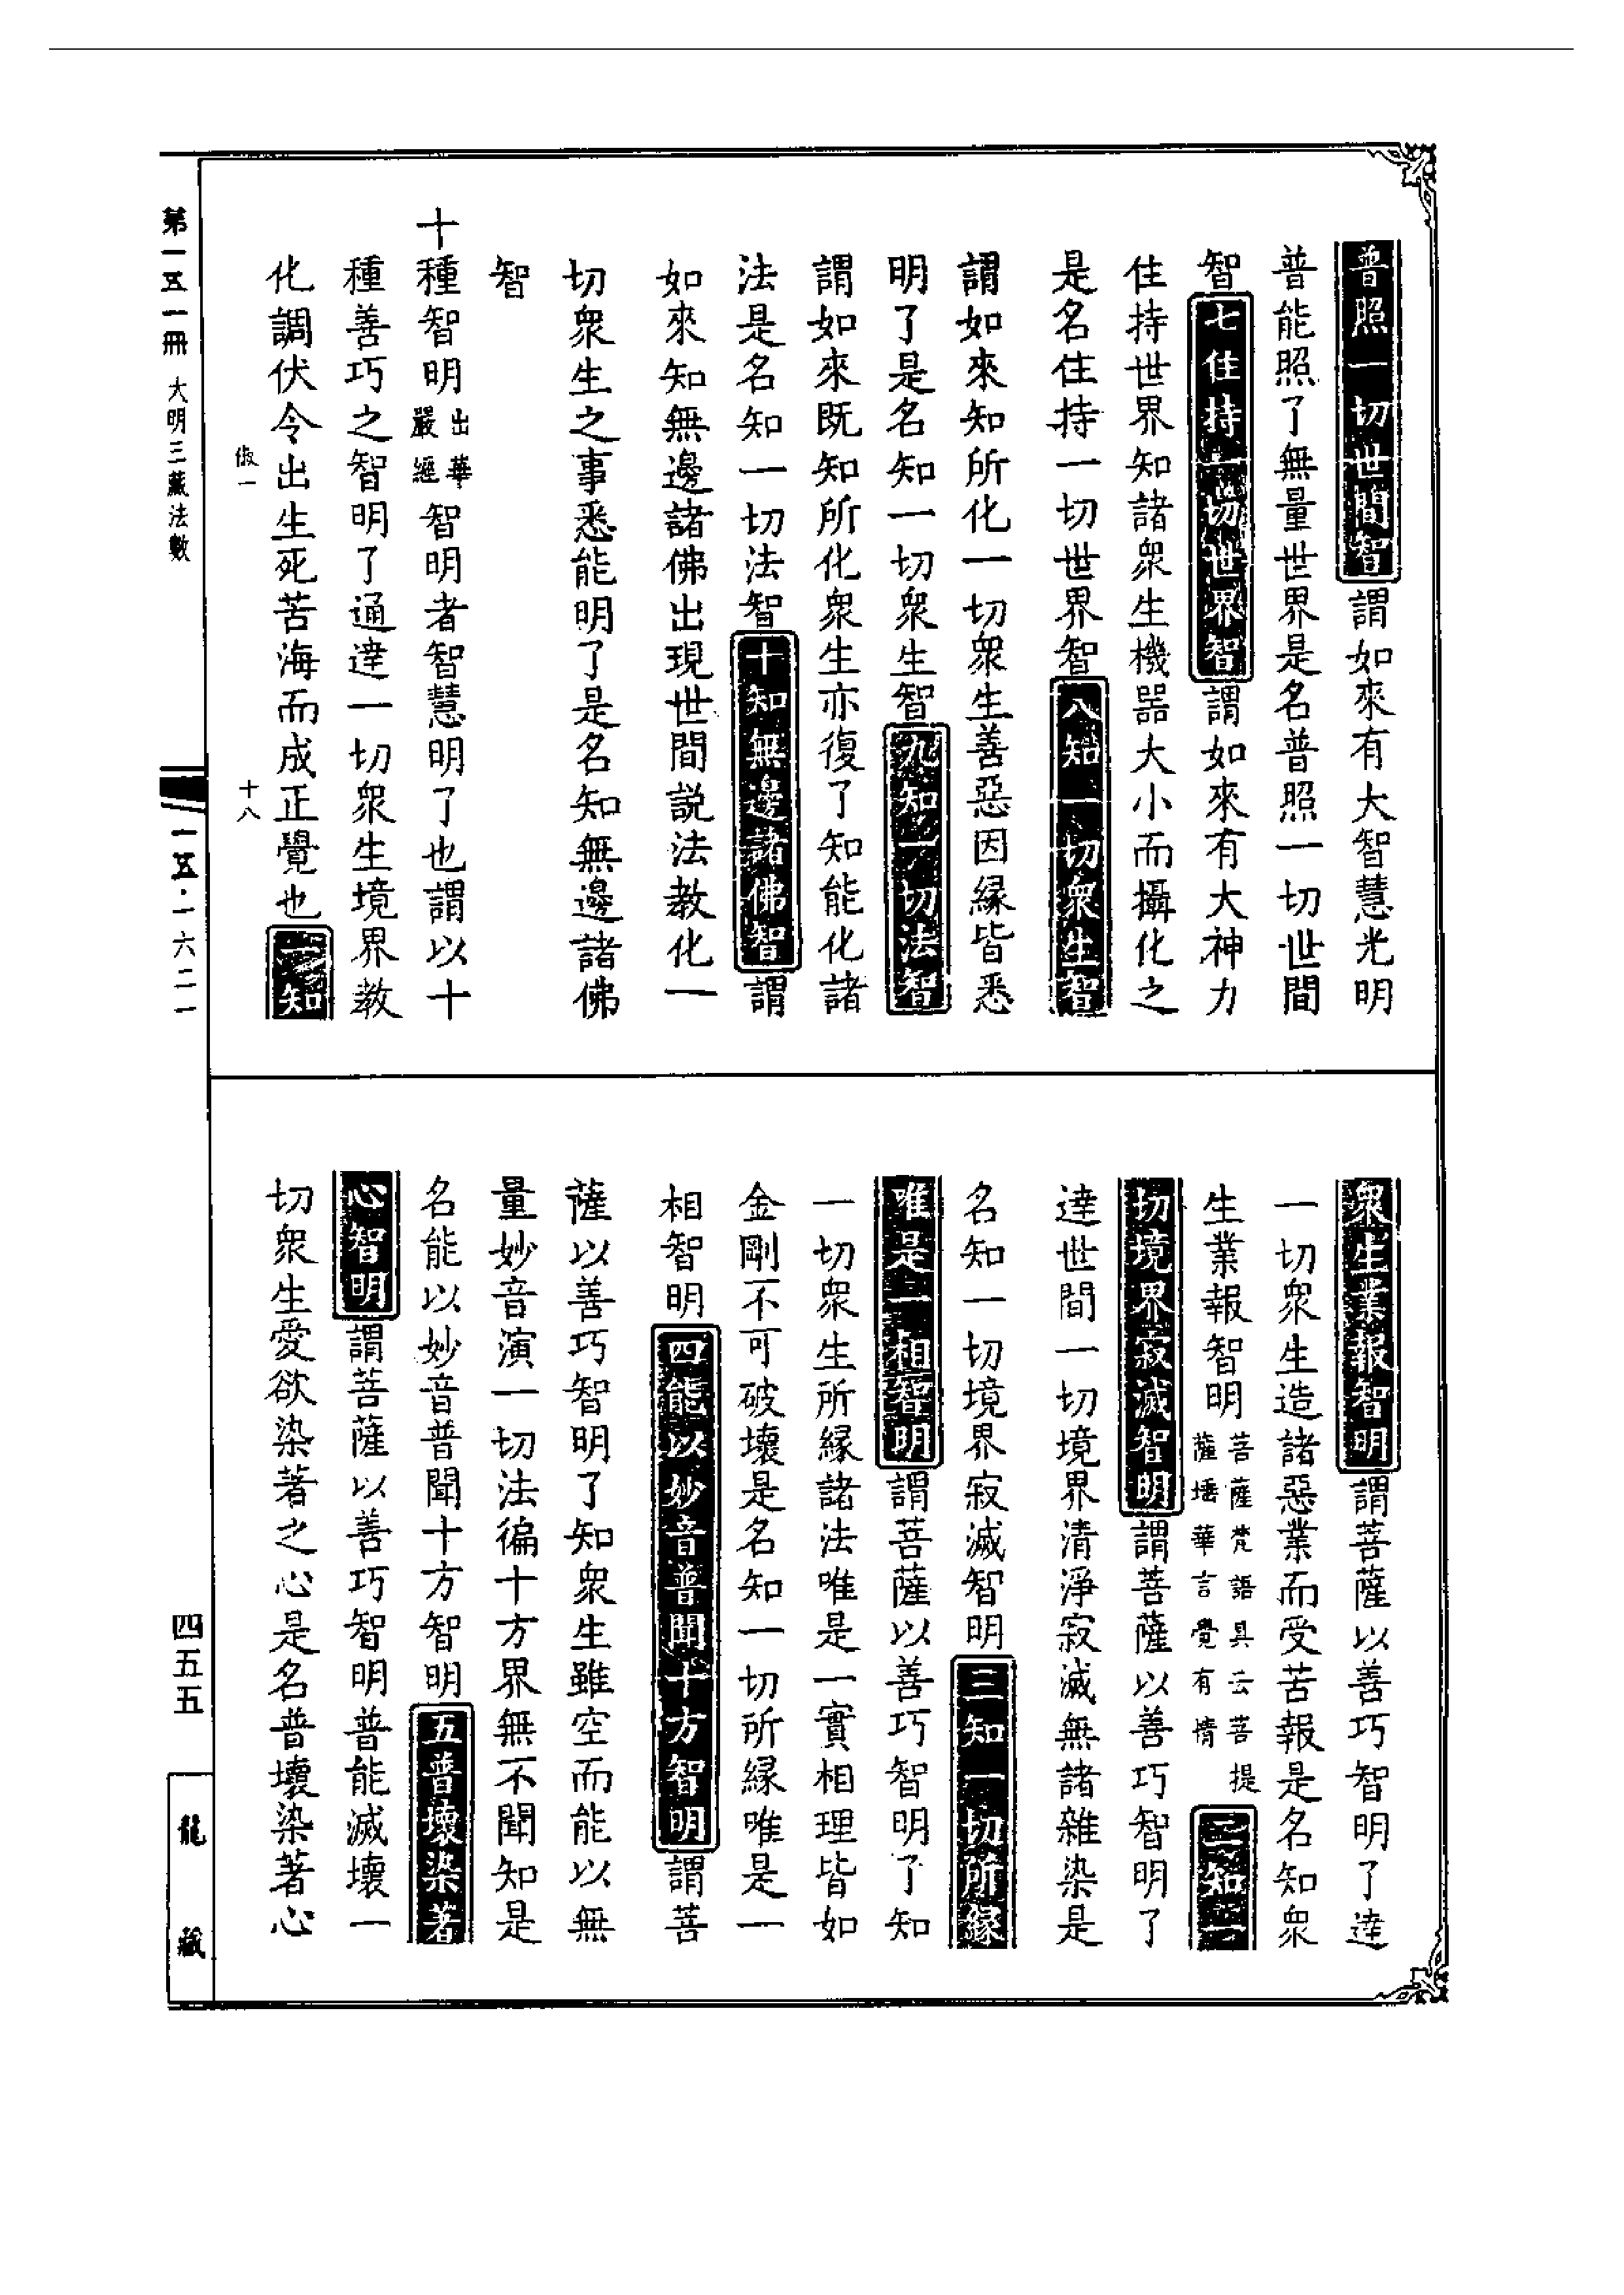 普照一切世間智謂如來有大智慧光明
普能照了無量世界是名普照一切世間
智七住持一切世界智謂如來有大神力
住持世界知諸衆生機器大小而攝化之
是名住持一切世界智八知一切衆生智
謂如來知所化一切衆生善惡因緣皆悉
明了是名知一切衆生智九知一切法智
謂如來既知所化衆生亦復了知能化諸
法是名知一切法智十知無邊諸佛智謂
如來知無邊諸佛出現世間說法教化一
切衆生之事悉能明了是名知無邊諸佛
智
十種智明出華嚴經智明者智慧明了也謂以十
種善巧之智明了通達一切衆生境界教
化調伏令出生死苦海而成正覺也一知
衆生業報智明謂菩薩以善巧智明了達
一切衆生造諸惡業而受苦報是名知衆
生業報智明菩薩梵語具云菩提薩埵華言覺有情二知一
切境界寂滅智明謂菩薩以善巧智明了
達世間一切境界清淨寂滅無諸雜染是
名知一切境界寂滅智明三知一切所緣
唯是一相智明謂菩薩以善巧智明了知
一切衆生所緣諸法唯是一實相理皆如
金剛不可破壞是名知一切所緣唯是一
相智明四能以妙音普聞十方智明謂菩
薩以善巧智明了知衆生雖空而能以無
量妙音演一切法徧十方界無不聞知是
名能以妙音普聞十方智明五普壞染著
心智明謂菩薩以善巧智明普能滅壞一
切衆生愛欲染著之心是名普壞染著心
第一五一冊 大明三藏法數
傲一 十八
一五·一六二一
四五五
龍藏